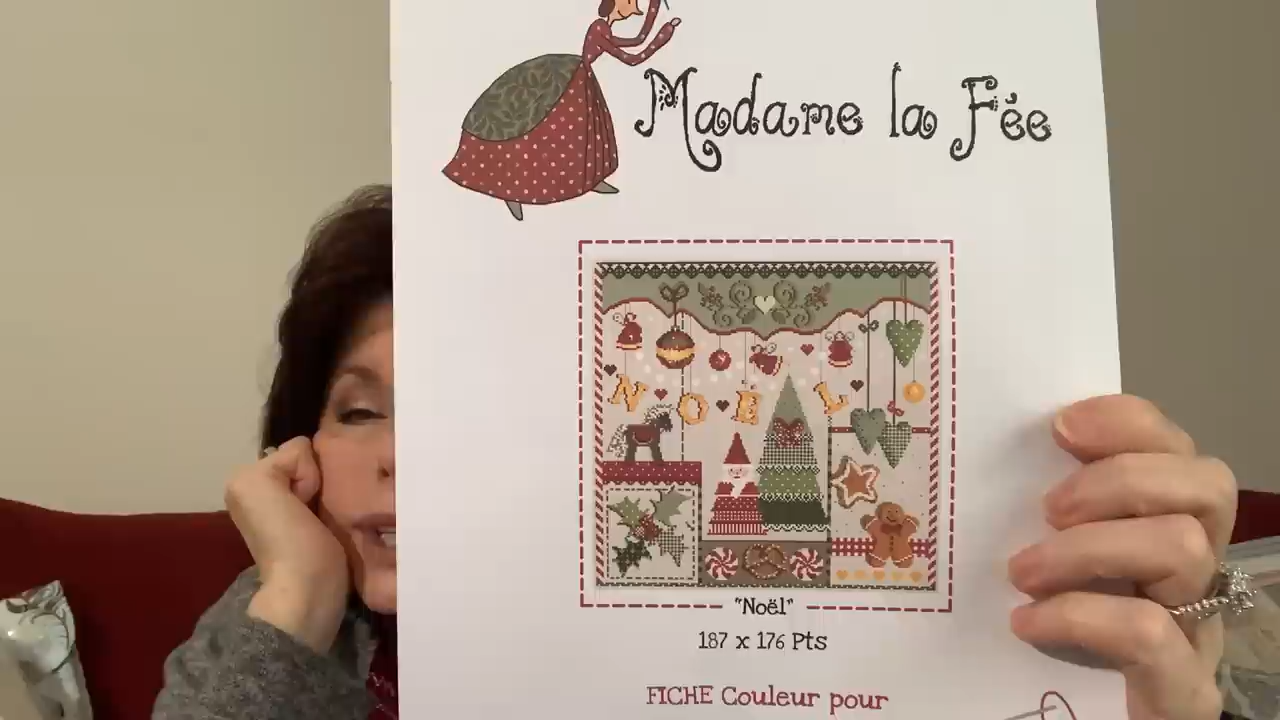 Madame la Fée
NOËL
"Noël"
187 x 176 Pts
FICHE Couleur pour